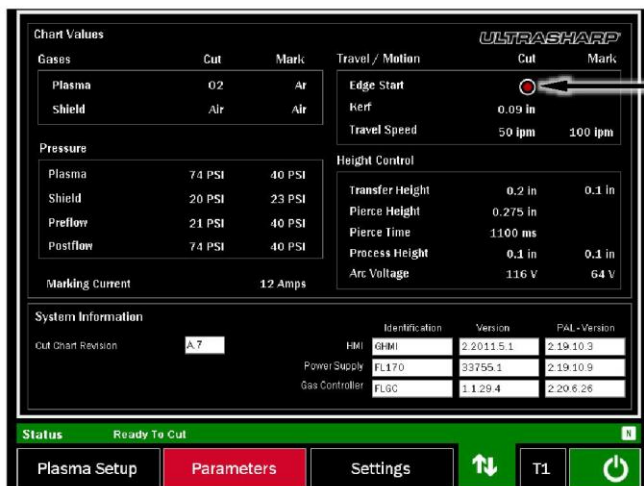 Chart Values
ULTRASHARP
Gases Cut Mark
Plasma O2 Ar
Shield Air Air
Pressure
Plasma 74 PSI 40 PSI
Shield 20 PSI 23 PSI
Preflow 21 PSI 40 PSI
Postflow 74 PSI 40 PSI
Marking Current 12 Amps
Travel / Motion Cut Mark
Edge Start
Kerf 0.09 in
Travel Speed 50 ipm 100 ipm
Height Control
Transfer Height 0.2 in 0.1 in
Pierce Height 0.275 in
Pierce Time 1100 ms
Process Height 0.1 in 0.1 in
Arc Voltage 116 V 64 V
System Information
Cut Chart Revision A.7
Identification Version PAL-Version
HMI GHMI 2.2011.5.1 2.19.10.3
Power Supply FL170 33755.1 2.19.10.9
Gas Controller FLGC 1.1.29.4 2.20.6.26
Status Ready To Cut N
Plasma Setup Parameters Settings T1